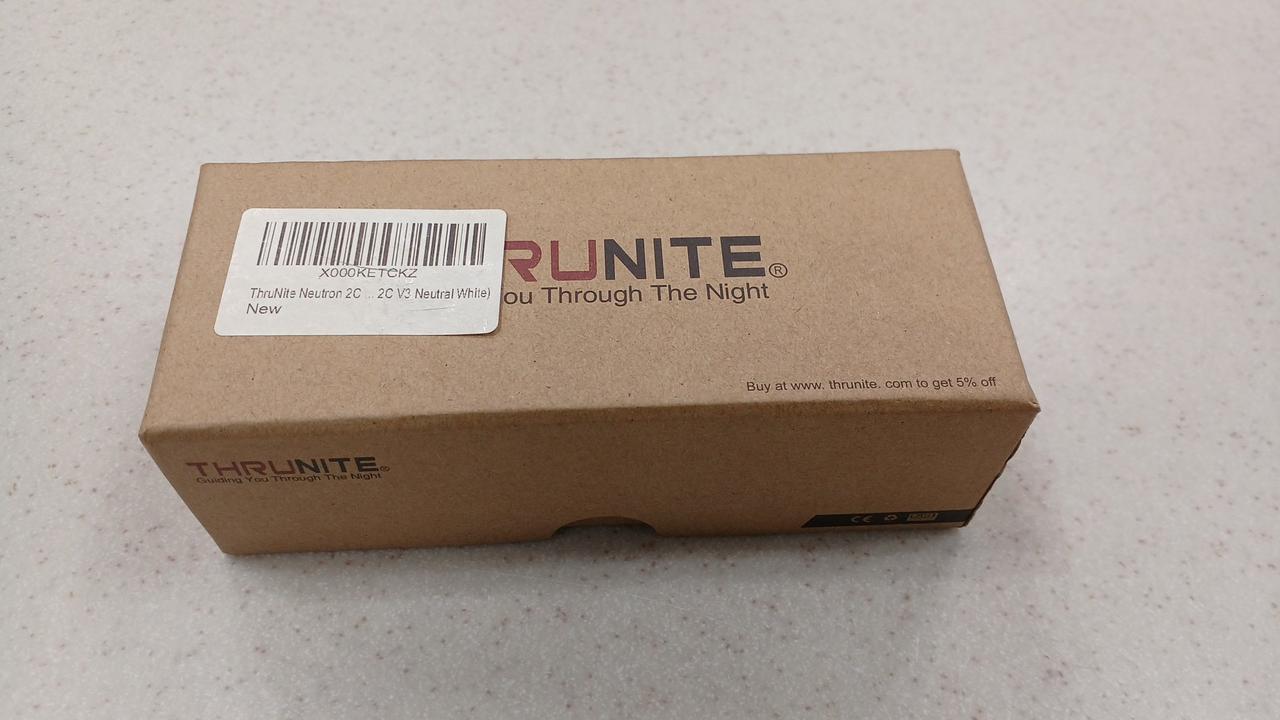 X000KETCKZ
ThruNite Neutron 2C ... 2C V3 Neutral White)
New
RUNITE®
ou Through The Night
Buy at www. thrunite. com to get 5% off
THRUNITE®
Guiding You Through The Night
CE